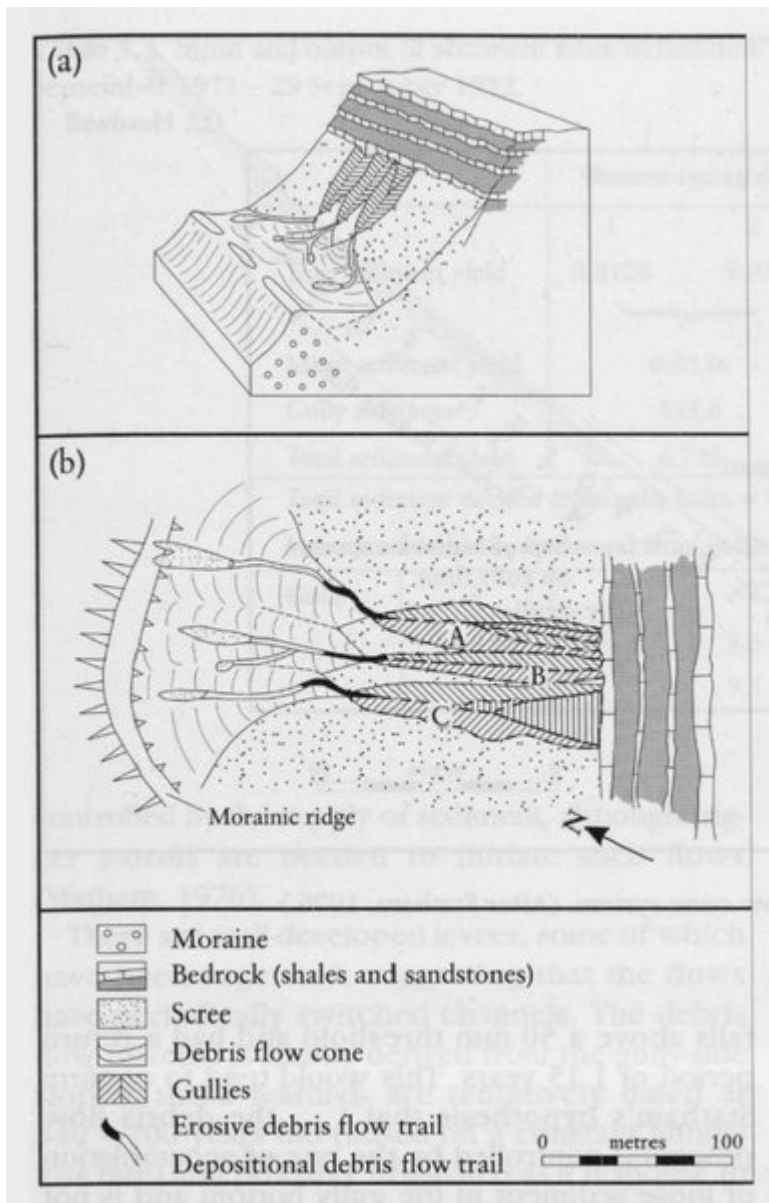 (a)
(b)
A
B
C
Morainic ridge
N
Moraine
Bedrock (shales and sandstones)
Scree
Debris flow cone
Gullies
Erosive debris flow trail
Depositional debris flow trail
0 metres 100